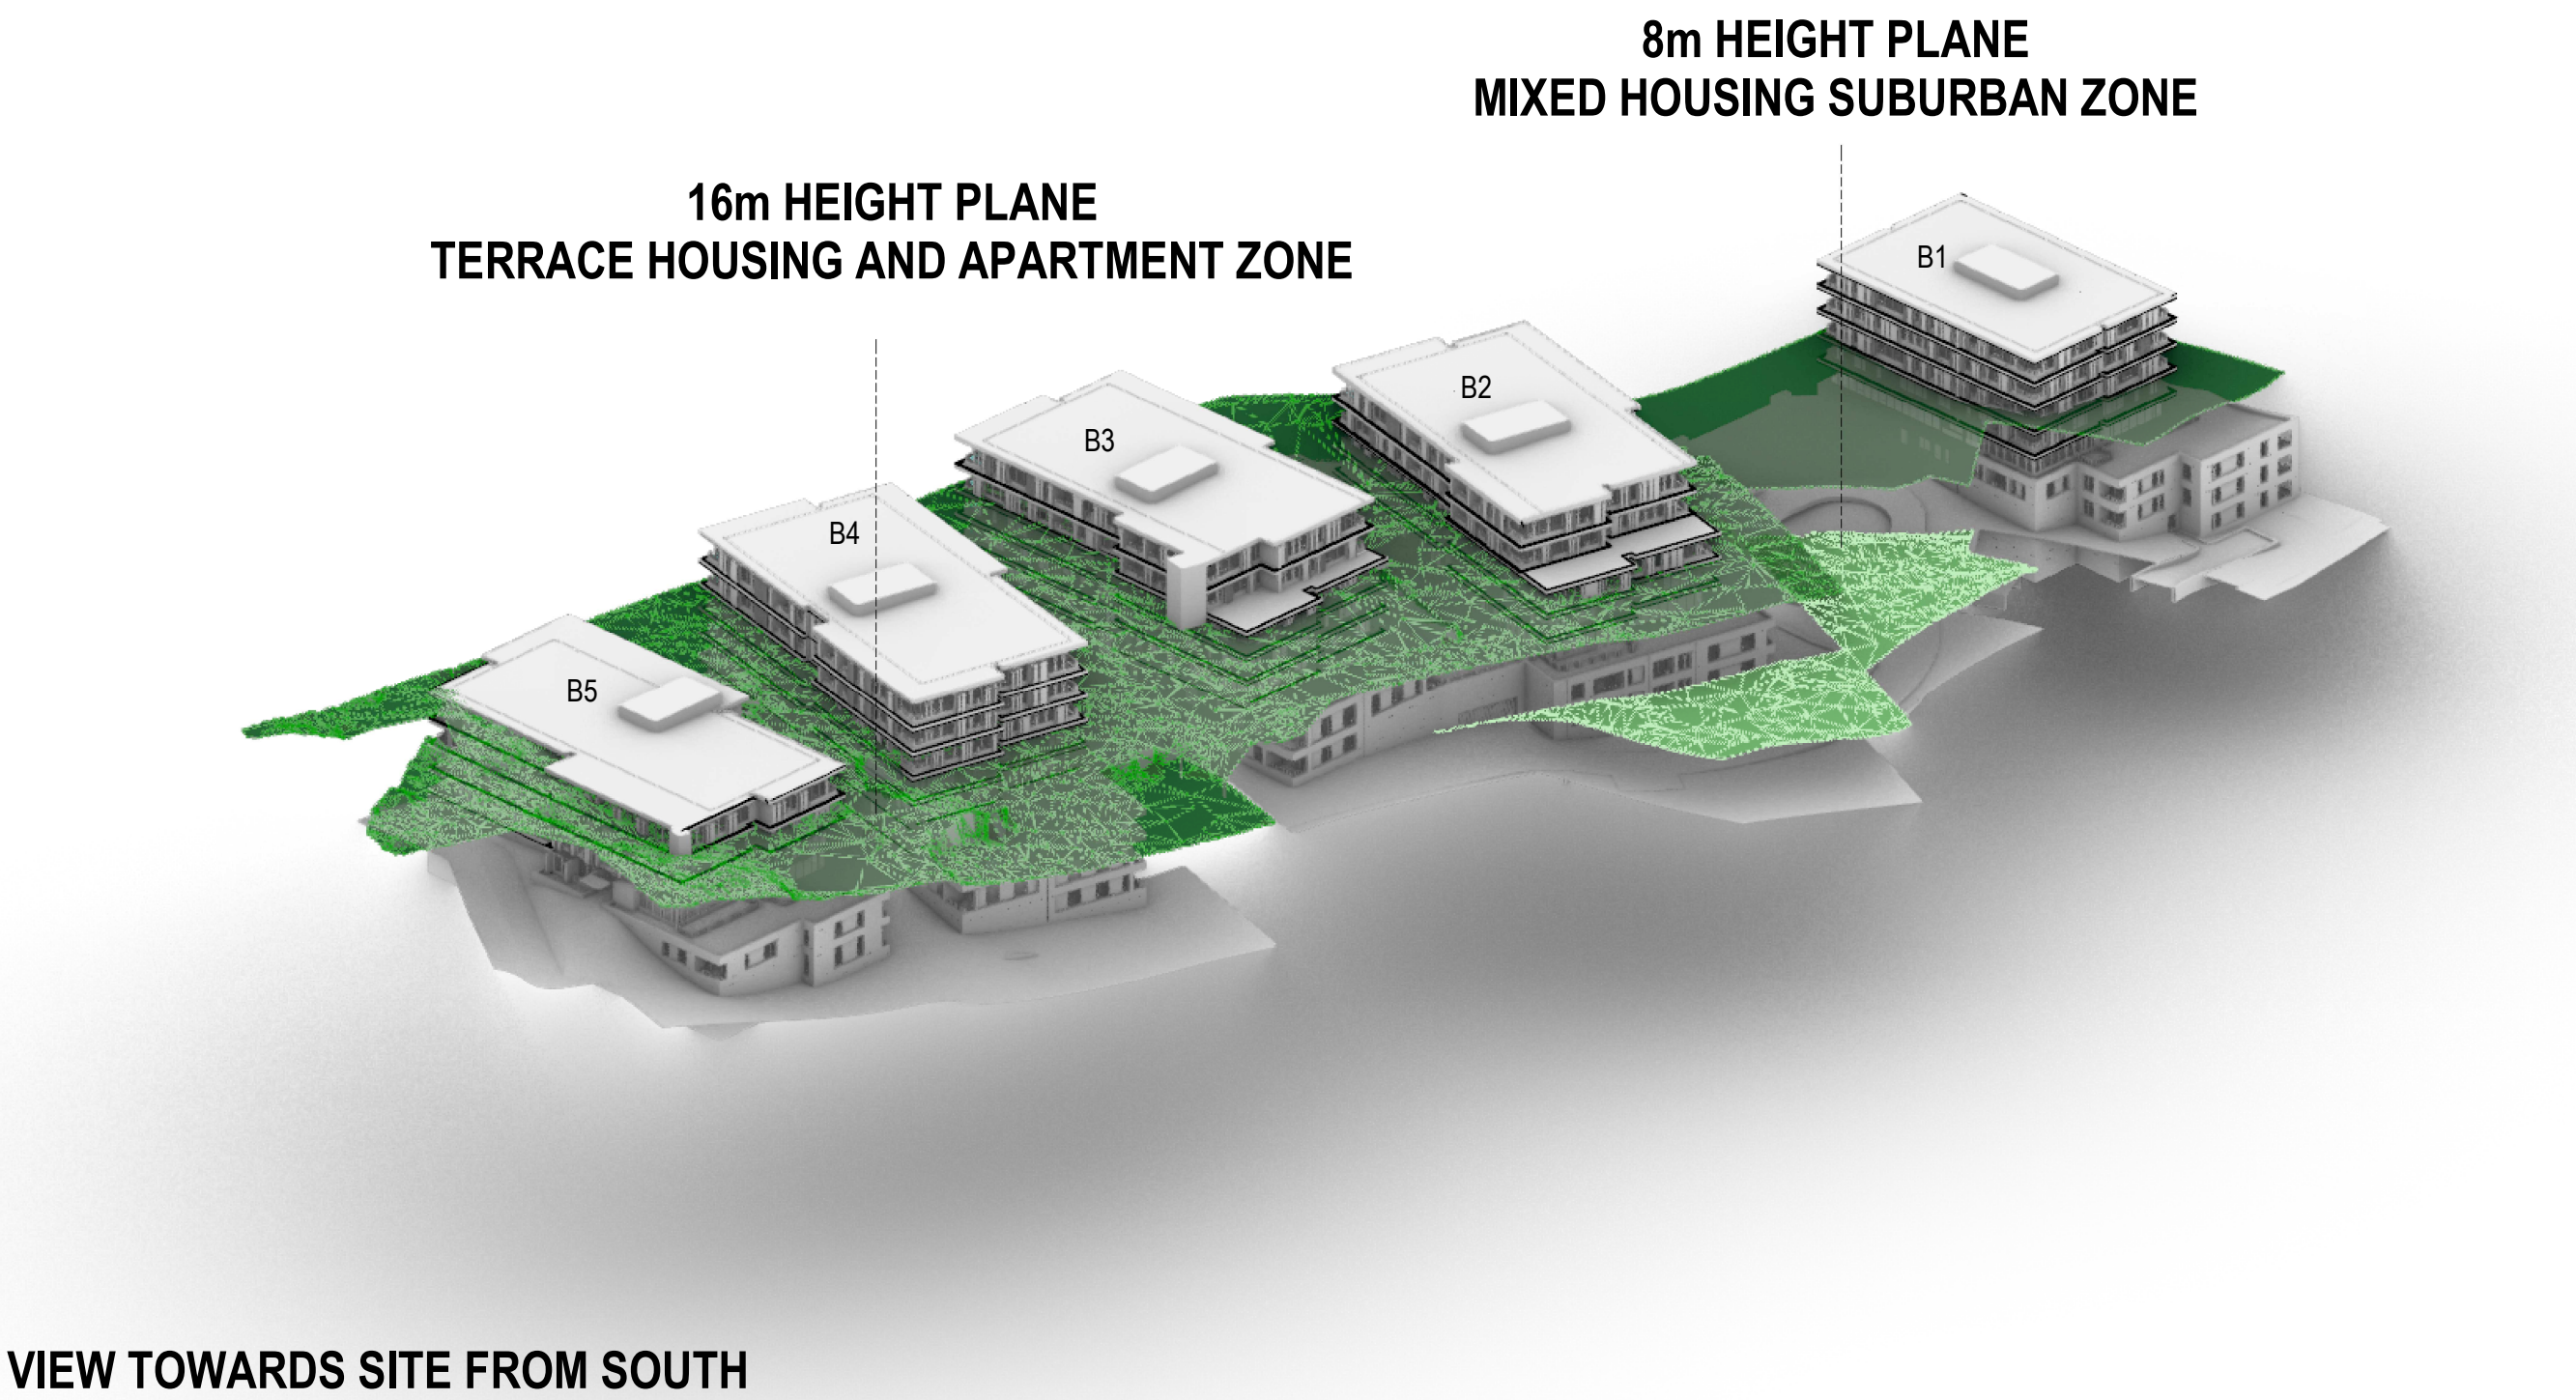 8m HEIGHT PLANE
MIXED HOUSING SUBURBAN ZONE
16m HEIGHT PLANE
TERRACE HOUSING AND APARTMENT ZONE
B1
B2
B3
B4
B5
VIEW TOWARDS SITE FROM SOUTH